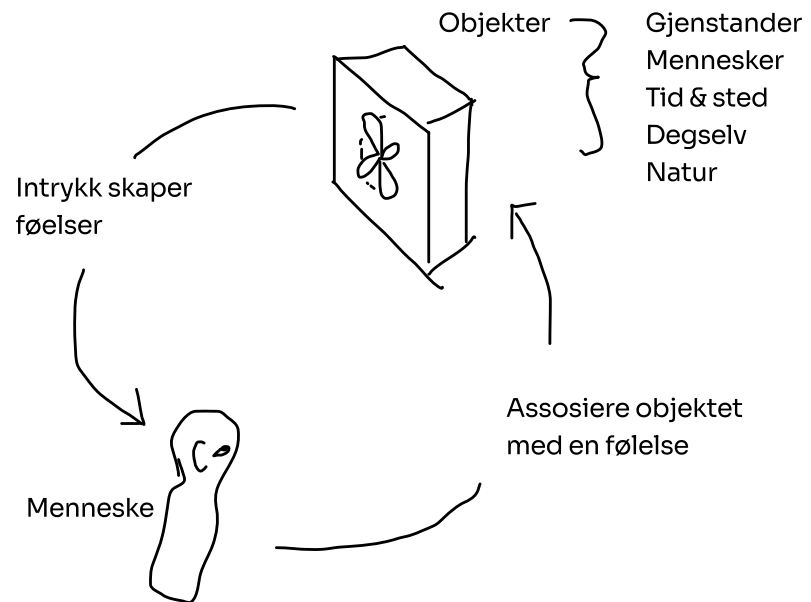 Objekter
Gjenstander
Mennesker
Tid & sted
Degselv
Natur
Intrykk skaper
føelser
Assosiere objektet
med en følelse
Menneske